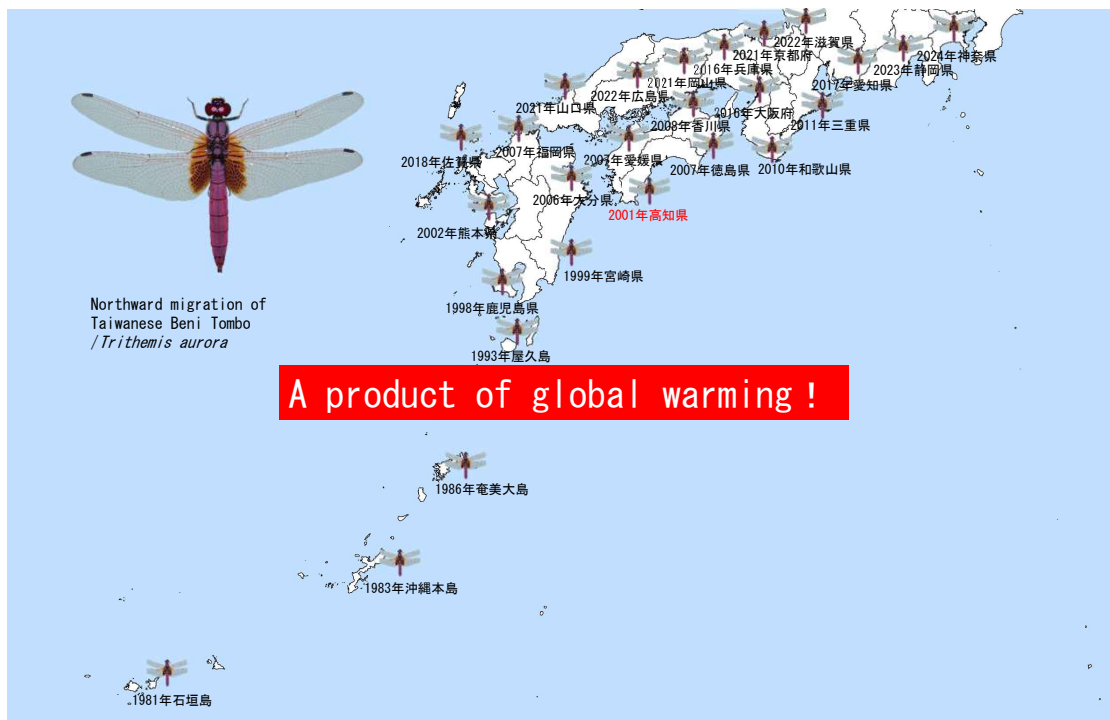 2022年滋賀県
2021年京都府
2024年神奈県
2023年静岡県
2016年兵庫県
2017年愛知県
2021年岡山県
2022年広島県
2021年山口県
2016年大阪府
2011年三重県
2008年香川県
2007年福岡県
2007年愛媛県
2007年徳島県
2010年和歌山県
2018年佐賀県
2006年大分県
2001年高知県
2002年熊本県
1999年宮崎県
1998年鹿児島県
Northward migration of
Taiwanese Beni Tombo
/Trithemis aurora
1993年屋久島
A product of global warming！
1986年奄美大島
1983年沖縄本島
1981年石垣島